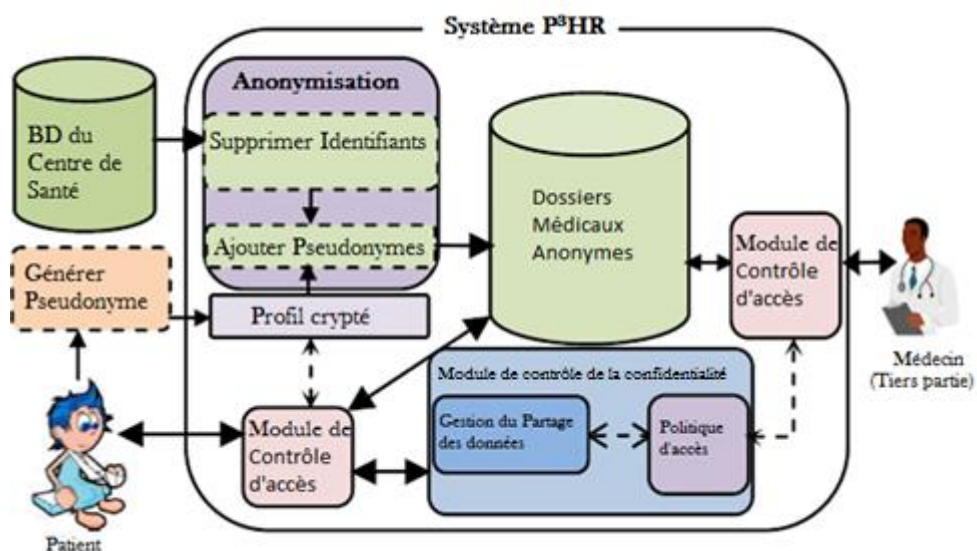 Système P³HR
Anonymisation
BD du
Centre de
Santé
Supprimer Identifiants
Ajouter Pseudonymes
Dossiers
Médicaux
Anonymes
Module de
Contrôle
d'accès
Générer
Pseudonyme
Profil crypté
Médecin
(Tiers partie)
Module de contrôle de la confidentialité
Gestion du Partage
des données
Politique
d'accès
Module de
Contrôle
d'accès
Patient